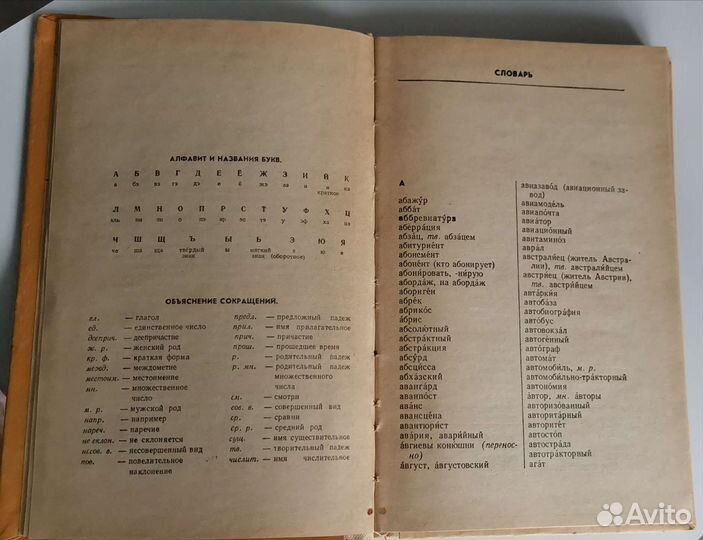 АЛФАВИТ И НАЗВАНИЯ БУКВ.
А Б В Г Д Е Ё Ж З И Й К
а бэ вэ гэ дэ е ё жэ зэ и и ка
краткое
Л М Н О П Р С Т У Ф Х Ц
эль эм эн о пэ эр эс тэ у эф ха цэ
Ч Ш Щ Ъ Ы Ь Э Ю Я
че ша ща твёрдый ы мягкий э ю я
знак знак (оборотное)
ОБЪЯСНЕНИЕ СОКРАЩЕНИЙ.
гл. — глагол
ед. — единственное число
дееприч. — деепричастие
ж. р. — женский род
кр. ф. — краткая форма
межд. — междометие
местоим. — местоимение
мн. — множественное
число
м. р. — мужской род
напр. — например
нареч. — наречие
не склон. — не склоняется
несов. в. — несовершенный вид
пов. — повелительное
наклонение
предл. — предложный падеж
прил. — имя прилагательное
прич. — причастие
прош. — прошедшее время
р. — родительный падеж
р. мн. — родительный падеж
множественного
числа
см. — смотри
сов. в. — совершенный вид
ср. — сравни
ср. р. — средний род
сущ. — имя существительное
тв. — творительный падеж
числит. — имя числительное
СЛОВАРЬ
А
абажу́р
абба́т
аббревиату́ра
аберра́ция
абза́ц, тв. абза́цем
абитурие́нт
абонеме́нт
абоне́нт (кто абонирует)
абони́ровать, -и́рую
аборда́ж, на аборда́ж
абориге́н
абре́к
абрико́с
а́брис
абсолю́тный
абстра́ктный
абстра́кция
абсу́рд
абсци́сса
абха́зский
аванга́рд
аванпо́ст
ава́нс
авансце́на
авантюри́ст
ава́рия, авари́йный
а́вгиевы коню́шни (перенос-
но)
а́вгуст, а́вгустовский
авиазаво́д (авиационный за-
вод)
авиамоде́ль
авиапо́чта
авиа́тор
авиацио́нный
авитамино́з
авра́л
австрали́ец (житель Австра-
лии), тв. австрали́йцем
австри́ец (житель Австрии),
тв. австри́йцем
автарки́я
автоба́за
автобиогра́фия
авто́бус
автовокза́л
автоге́нный
авто́граф
автома́т
автомоби́ль, м. р.
автомоби́льно-тра́кторный
автоно́мия
а́втор, мн. а́вторы
авторизо́ванный
авторита́рный
авторите́т
автосто́п
автостра́да
автотра́кторный
ага́т
Avito